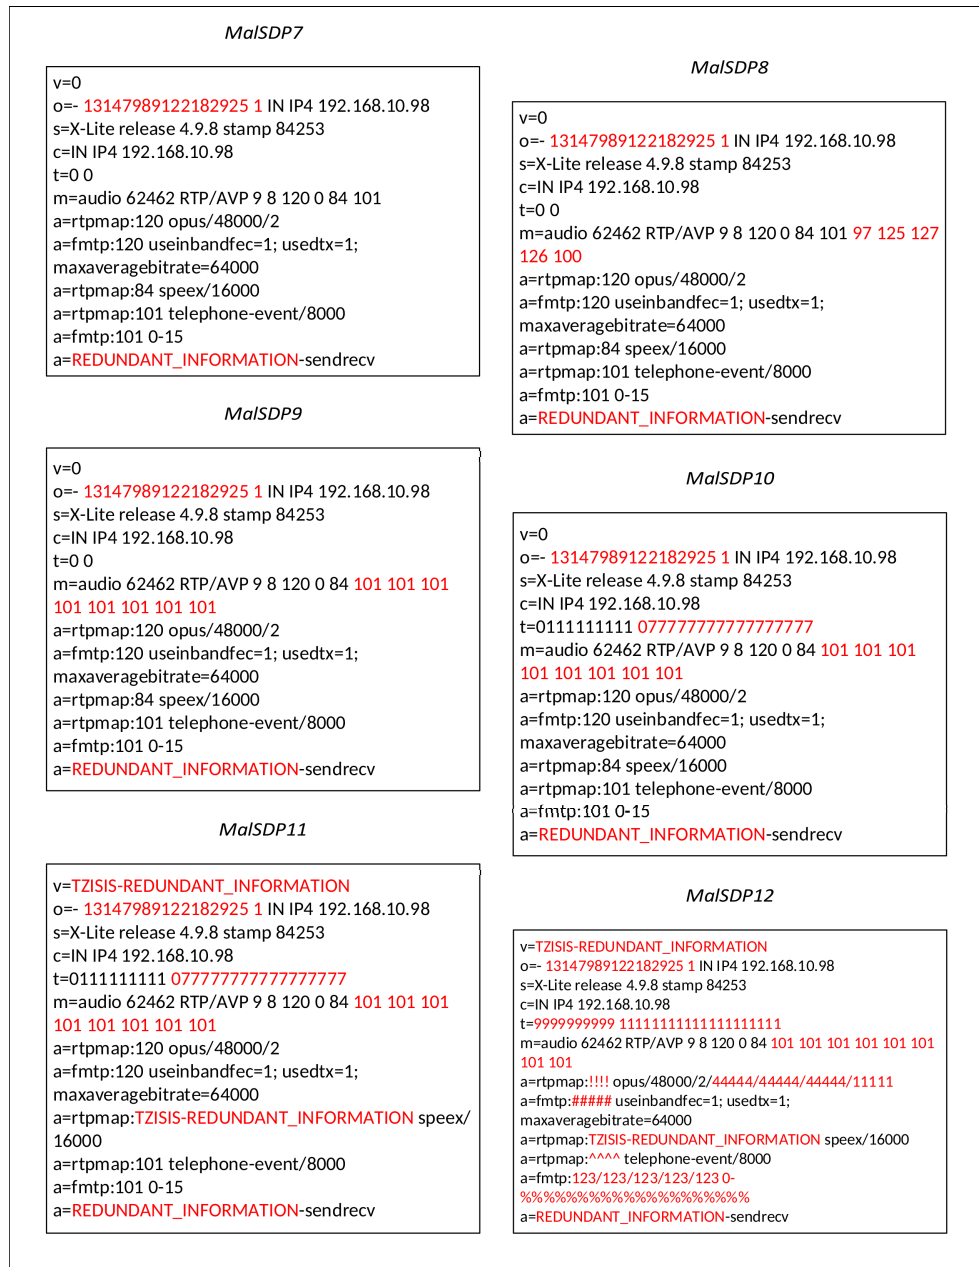 MalSDP7
v=0
o=- 13147989122182925 1 IN IP4 192.168.10.98
s=X-Lite release 4.9.8 stamp 84253
c=IN IP4 192.168.10.98
t=0 0
m=audio 62462 RTP/AVP 9 8 120 0 84 101
a=rtpmap:120 opus/48000/2
a=fmtp:120 useinbandfec=1; usedtx=1;
maxaveragebitrate=64000
a=rtpmap:84 speex/16000
a=rtpmap:101 telephone-event/8000
a=fmtp:101 0-15
a=REDUNDANT_INFORMATION-sendrecv
MalSDP8
v=0
o=- 13147989122182925 1 IN IP4 192.168.10.98
s=X-Lite release 4.9.8 stamp 84253
c=IN IP4 192.168.10.98
t=0 0
m=audio 62462 RTP/AVP 9 8 120 0 84 101 97 125 127
126 100
a=rtpmap:120 opus/48000/2
a=fmtp:120 useinbandfec=1; usedtx=1;
maxaveragebitrate=64000
a=rtpmap:84 speex/16000
a=rtpmap:101 telephone-event/8000
a=fmtp:101 0-15
a=REDUNDANT_INFORMATION-sendrecv
MalSDP9
v=0
o=- 13147989122182925 1 IN IP4 192.168.10.98
s=X-Lite release 4.9.8 stamp 84253
c=IN IP4 192.168.10.98
t=0 0
m=audio 62462 RTP/AVP 9 8 120 0 84 101 101 101
101 101 101 101 101
a=rtpmap:120 opus/48000/2
a=fmtp:120 useinbandfec=1; usedtx=1;
maxaveragebitrate=64000
a=rtpmap:84 speex/16000
a=rtpmap:101 telephone-event/8000
a=fmtp:101 0-15
a=REDUNDANT_INFORMATION-sendrecv
MalSDP10
v=0
o=- 13147989122182925 1 IN IP4 192.168.10.98
s=X-Lite release 4.9.8 stamp 84253
c=IN IP4 192.168.10.98
t=0111111111 077777777777777777
m=audio 62462 RTP/AVP 9 8 120 0 84 101 101 101
101 101 101 101 101
a=rtpmap:120 opus/48000/2
a=fmtp:120 useinbandfec=1; usedtx=1;
maxaveragebitrate=64000
a=rtpmap:84 speex/16000
a=rtpmap:101 telephone-event/8000
a=fmtp:101 0-15
a=REDUNDANT_INFORMATION-sendrecv
MalSDP11
v=TZISIS-REDUNDANT_INFORMATION
o=- 13147989122182925 1 IN IP4 192.168.10.98
s=X-Lite release 4.9.8 stamp 84253
c=IN IP4 192.168.10.98
t=0111111111 077777777777777777
m=audio 62462 RTP/AVP 9 8 120 0 84 101 101 101
101 101 101 101 101
a=rtpmap:120 opus/48000/2
a=fmtp:120 useinbandfec=1; usedtx=1;
maxaveragebitrate=64000
a=rtpmap:TZISIS-REDUNDANT_INFORMATION speex/
16000
a=rtpmap:101 telephone-event/8000
a=fmtp:101 0-15
a=REDUNDANT_INFORMATION-sendrecv
MalSDP12
v=TZISIS-REDUNDANT_INFORMATION
o=- 13147989122182925 1 IN IP4 192.168.10.98
s=X-Lite release 4.9.8 stamp 84253
c=IN IP4 192.168.10.98
t=9999999999 11111111111111111111
m=audio 62462 RTP/AVP 9 8 120 0 84 101 101 101 101 101 101
101 101
a=rtpmap:!!!! opus/48000/2/44444/44444/44444/11111
a=fmtp:##### useinbandfec=1; usedtx=1;
maxaveragebitrate=64000
a=rtpmap:TZISIS-REDUNDANT_INFORMATION speex/16000
a=rtpmap:^^^^ telephone-event/8000
a=fmtp:123/123/123/123/123 0-
%%%%%%%%%%%%%%%%%%%%
a=REDUNDANT_INFORMATION-sendrecv